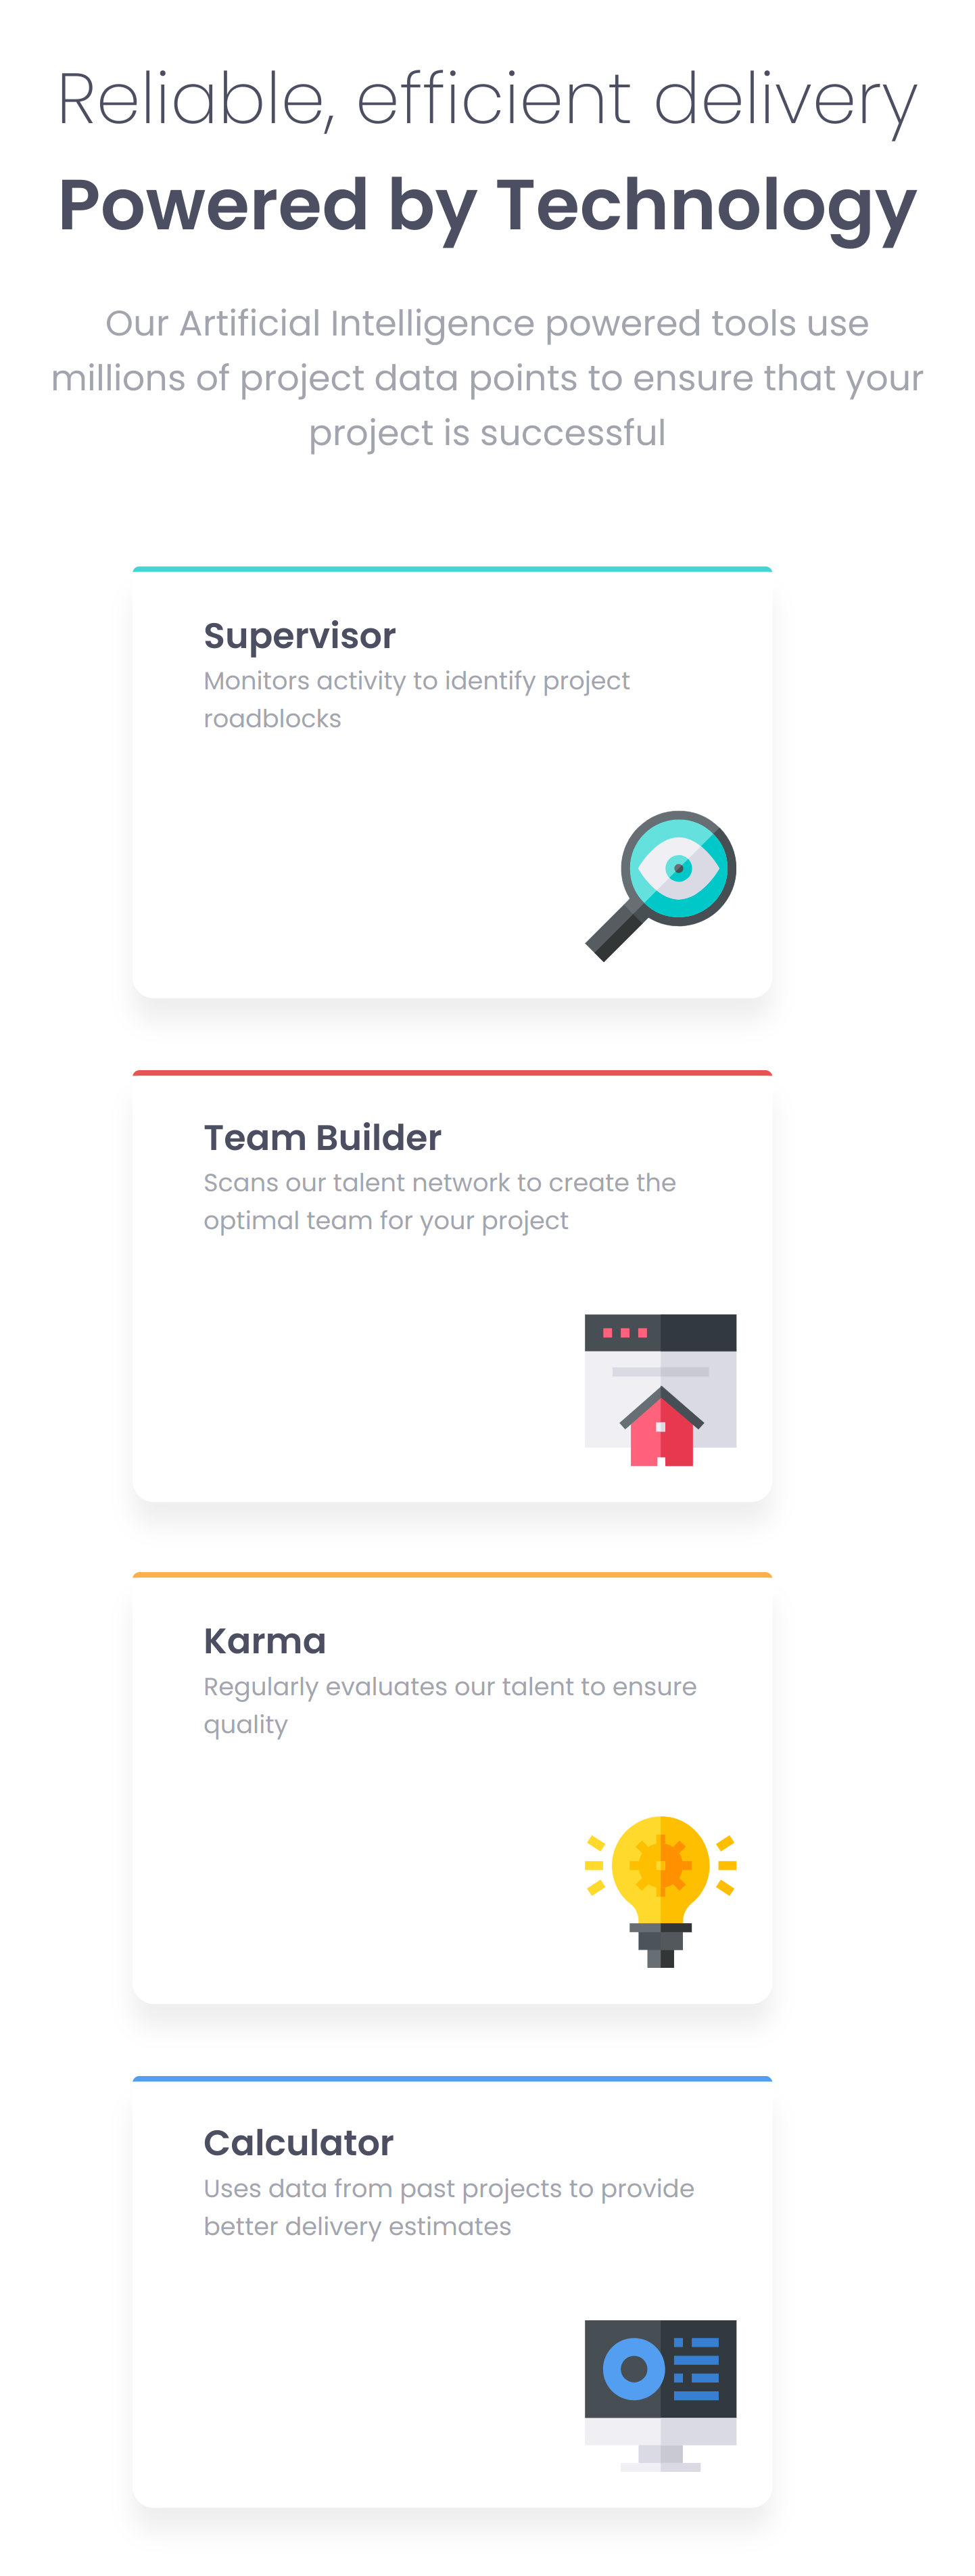 Reliable, efficient delivery
Powered by Technology
Our Artificial Intelligence powered tools use
millions of project data points to ensure that your
project is successful
Supervisor
Monitors activity to identify project
roadblocks
Team Builder
Scans our talent network to create the
optimal team for your project
Karma
Regularly evaluates our talent to ensure
quality
Calculator
Uses data from past projects to provide
better delivery estimates